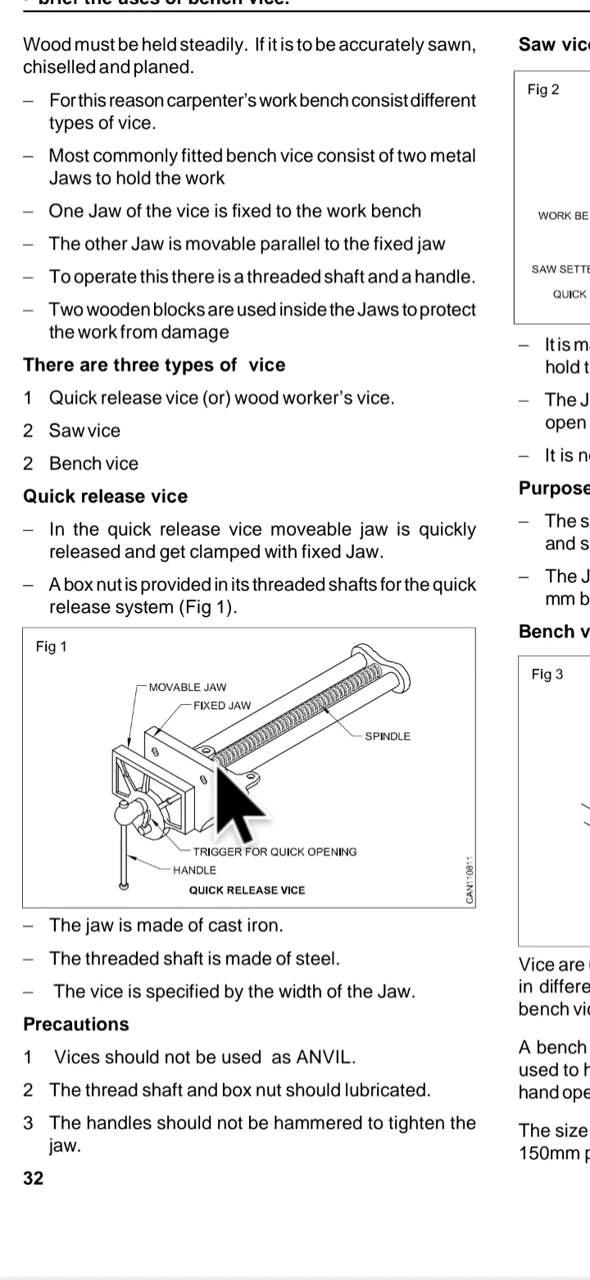 brief the uses of bench vice.
Wood must be held steadily. If it is to be accurately sawn,
chiselled and planed.
– For this reason carpenter's work bench consist different
types of vice.
– Most commonly fitted bench vice consist of two metal
Jaws to hold the work
– One Jaw of the vice is fixed to the work bench
– The other Jaw is movable parallel to the fixed jaw
– To operate this there is a threaded shaft and a handle.
– Two wooden blocks are used inside the Jaws to protect
the work from damage
There are three types of vice
1 Quick release vice (or) wood worker's vice.
2 Saw vice
2 Bench vice
Quick release vice
– In the quick release vice moveable jaw is quickly
released and get clamped with fixed Jaw.
– A box nut is provided in its threaded shafts for the quick
release system (Fig 1).
Fig 1
MOVABLE JAW
FIXED JAW
SPINDLE
TRIGGER FOR QUICK OPENING
HANDLE
QUICK RELEASE VICE
CAN110811
– The jaw is made of cast iron.
– The threaded shaft is made of steel.
– The vice is specified by the width of the Jaw.
Precautions
1 Vices should not be used as ANVIL.
2 The thread shaft and box nut should lubricated.
3 The handles should not be hammered to tighten the
jaw.
32
Saw vic
Fig 2
WORK BE
SAW SETT
QUICK
– It is m
hold t
– The J
open
– It is n
Purpose
– The s
and s
– The J
mm b
Bench v
Fig 3
Vice are
in differe
bench vic
A bench
used to h
hand ope
The size
150mm p